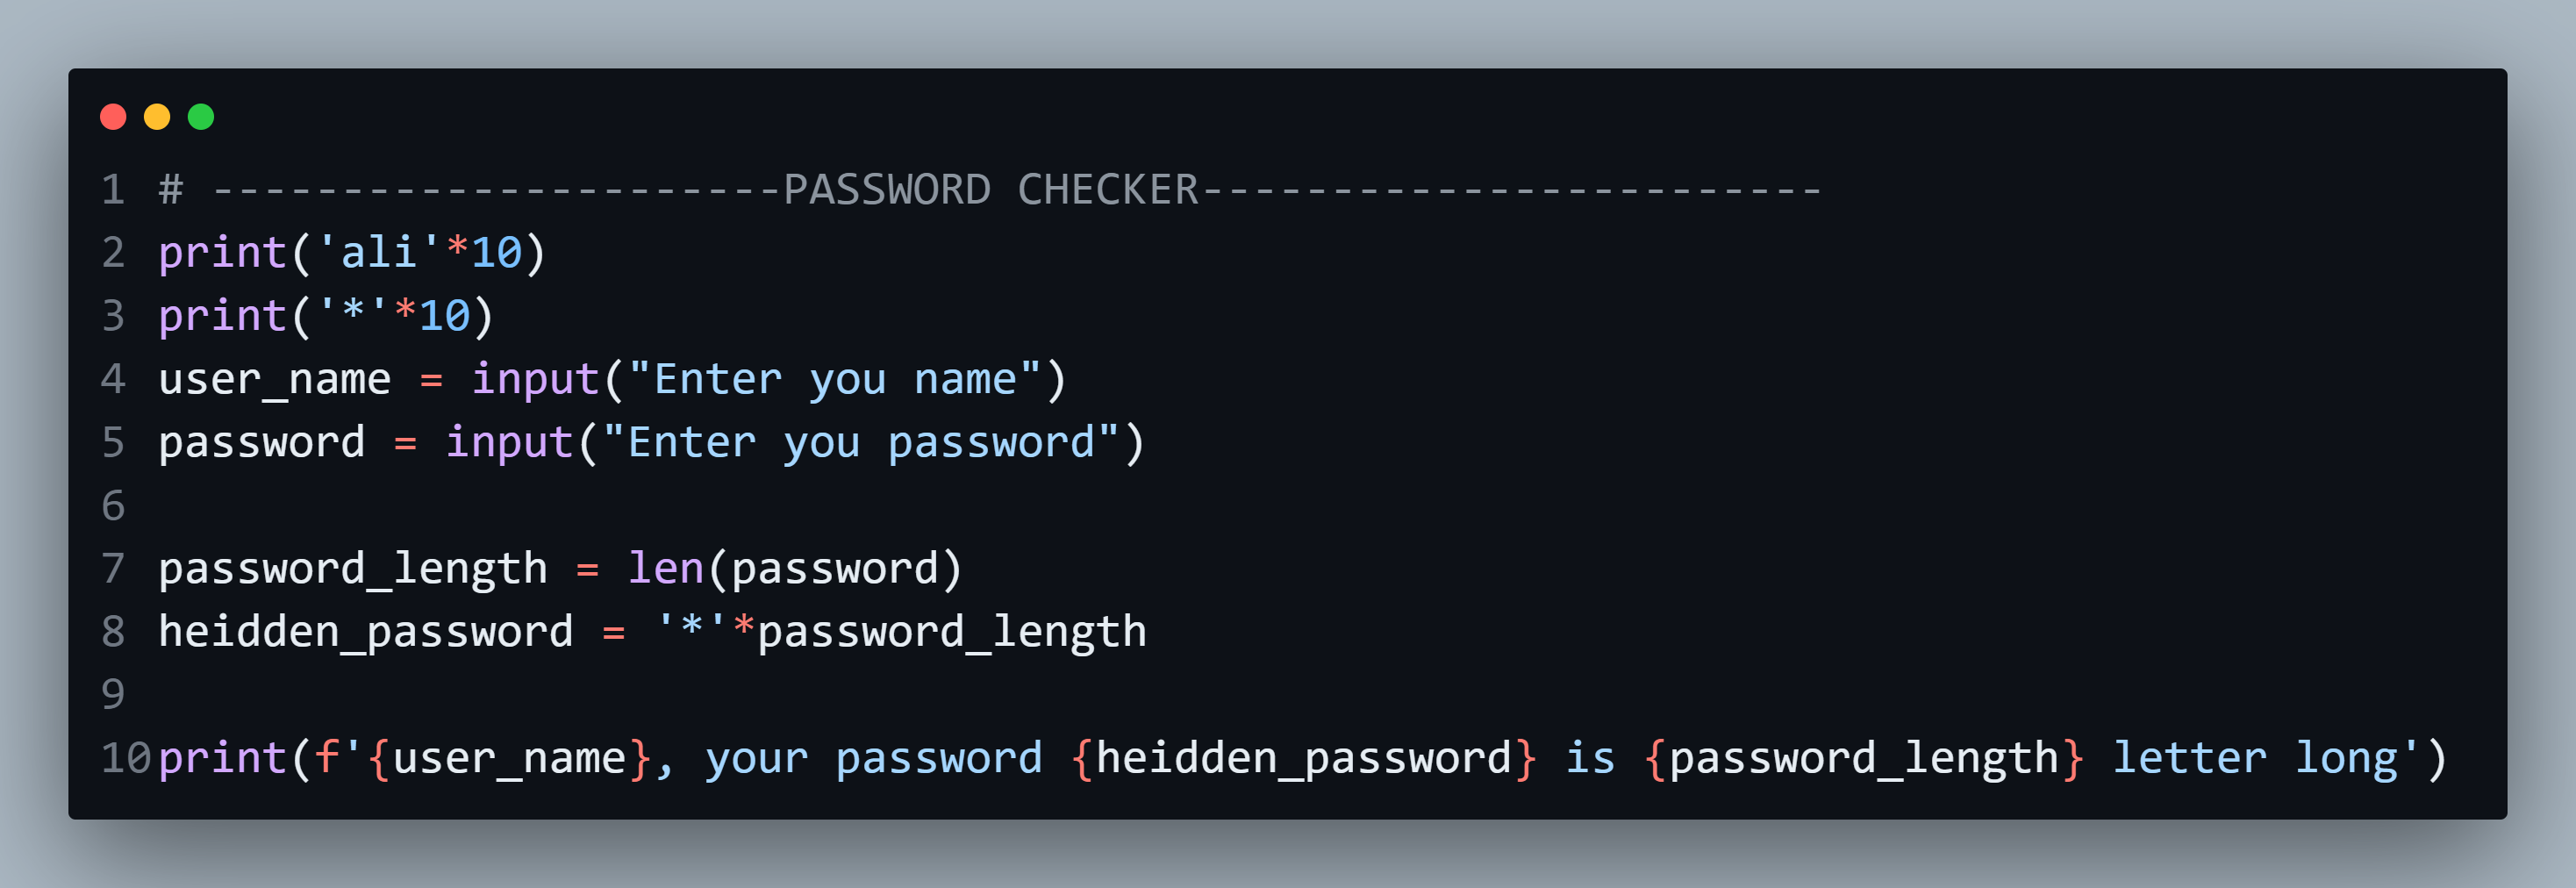 1 # ----------------------PASSWORD CHECKER------------------------
2 print('ali'*10)
3 print('*'*10)
4 user_name = input("Enter you name")
5 password = input("Enter you password")
6
7 password_length = len(password)
8 heidden_password = '*'*password_length
9
10 print(f'{user_name}, your password {heidden_password} is {password_length} letter long')